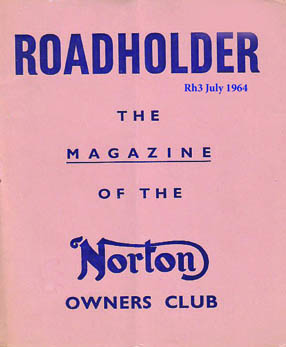 ROADHOLDER
Rh3 July 1964
THE
MAGAZINE
OF THE
Norton
OWNERS CLUB